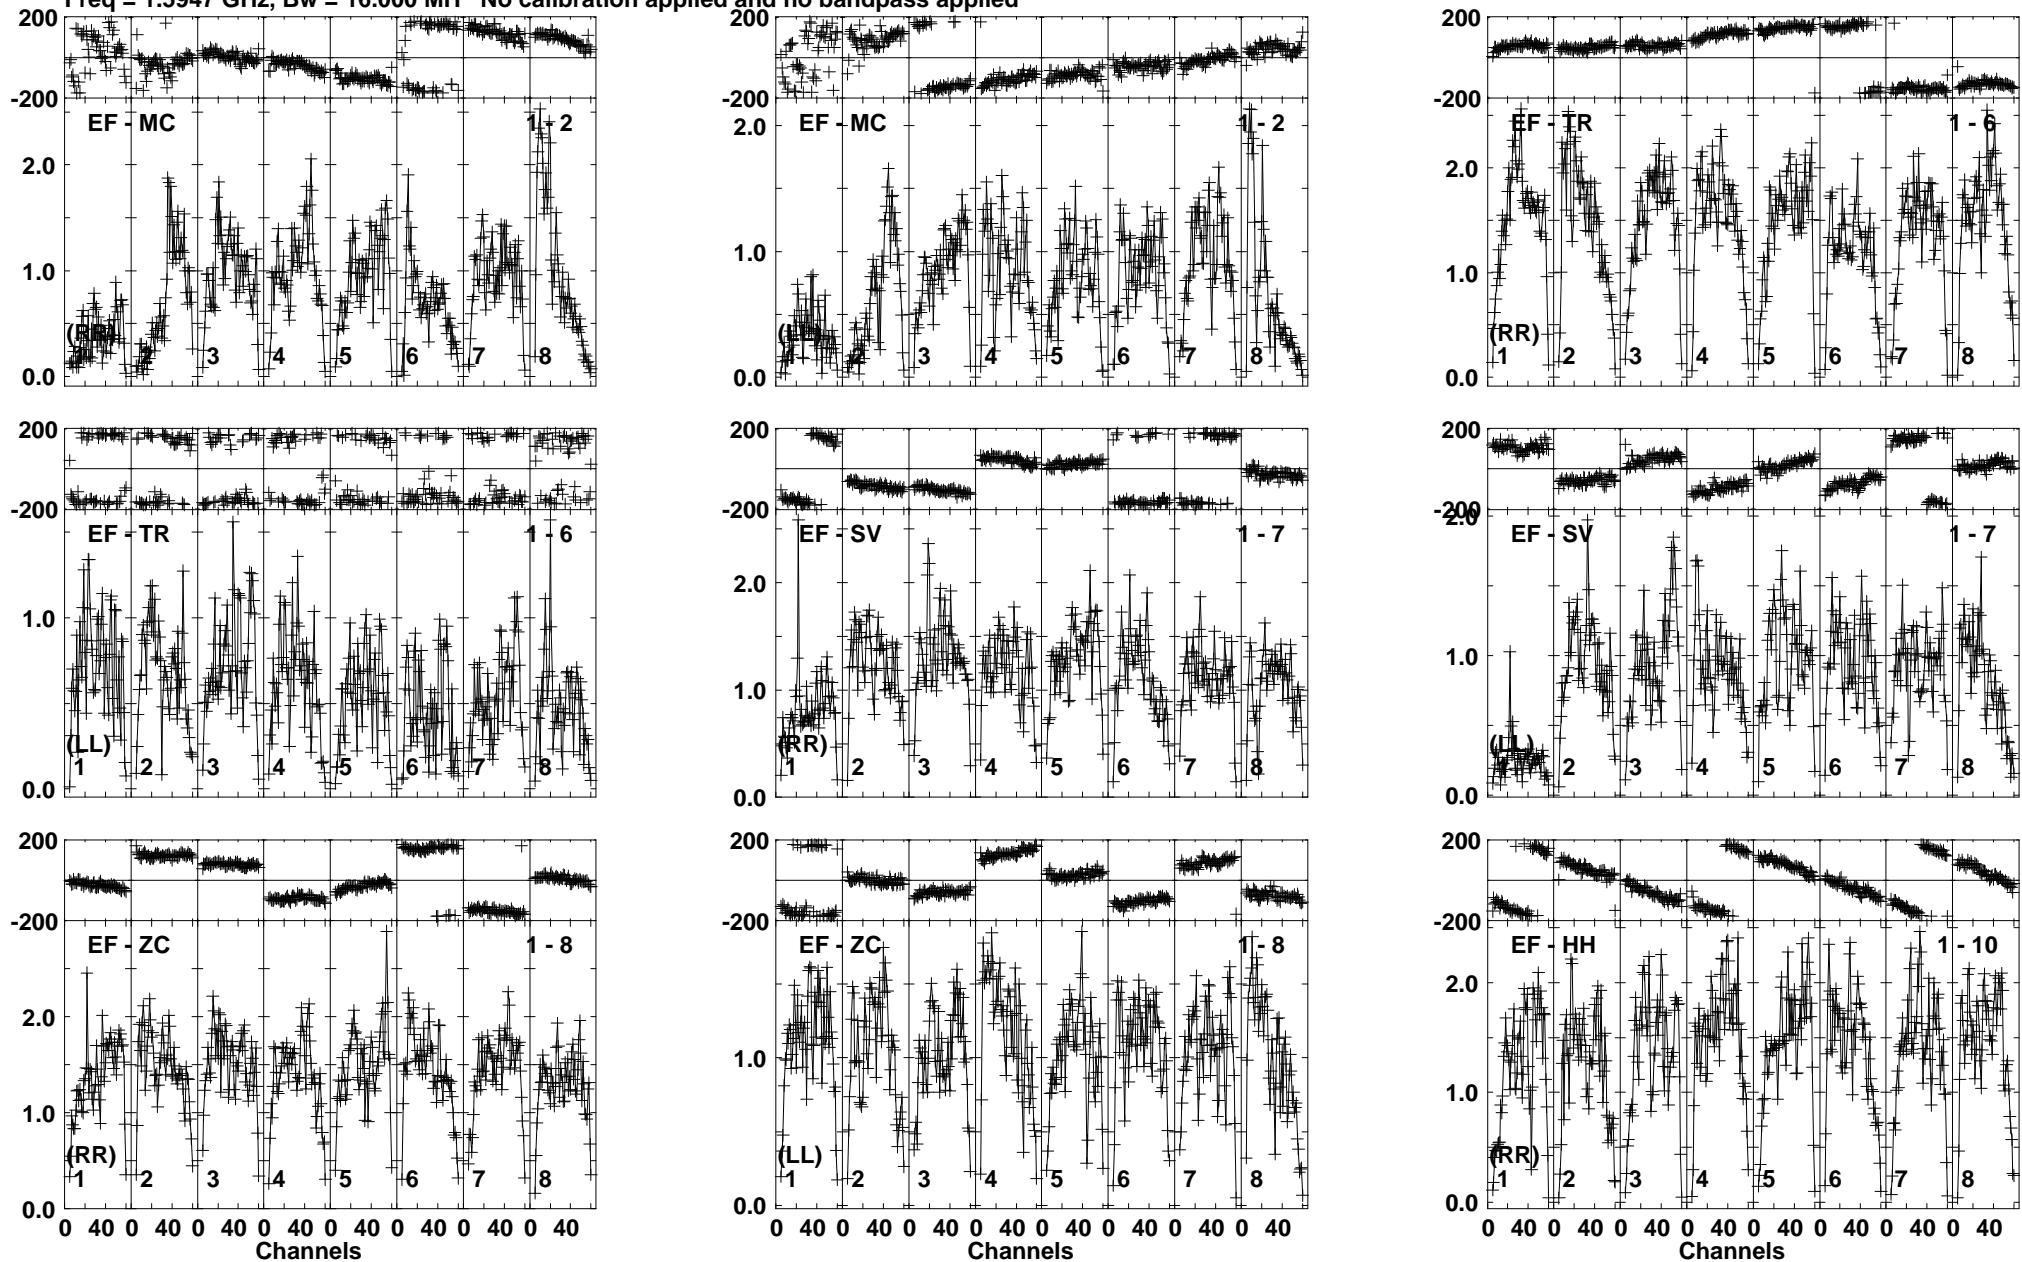 Freq = 1.5947 GHz, Bw = 16.000 MH No calibration applied and no bandpass applied
200 200 200
-200 -200 -200
EF - MC 1 - 2 EF - MC 1 - 2 EF - TR 1 - 6
2.0 2.0 2.0
1.0 1.0 1.0
(RR) (LL) (RR)
2 3 4 5 6 7 8 2 3 4 5 6 7 8 1 2 3 4 5 6 7 8
0.0 0.0 0.0
200 200 200
-200 -200 -200
2.0
EF - TR 1 - 6 EF - SV 1 - 7 EF - SV 1 - 7
2.0
1.0 1.0 1.0
(LL) (RR) (LL)
1 2 3 4 5 6 7 8 1 2 3 4 5 6 7 8 1 2 3 4 5 6 7 8
0.0 0.0 0.0
200 200 200
-200 -200 -200
EF - ZC 1 - 8 EF - ZC 1 - 8 EF - HH 1 - 10
2.0 2.0
1.0 1.0 1.0
(RR) (LL) (RR)
1 2 3 4 5 6 7 8 1 2 3 4 5 6 7 8 1 2 3 4 5 6 7 8
0.0 0.0 0.0
0 40 0 40 0 40 0 40 0 40 0 40 0 40 0 40 0 40 0 40 0 40 0 40 0 40 0 40 0 40 0 40 0 40 0 40 0 40 0 40 0 40 0 40 0 40 0 40
Channels Channels Channels